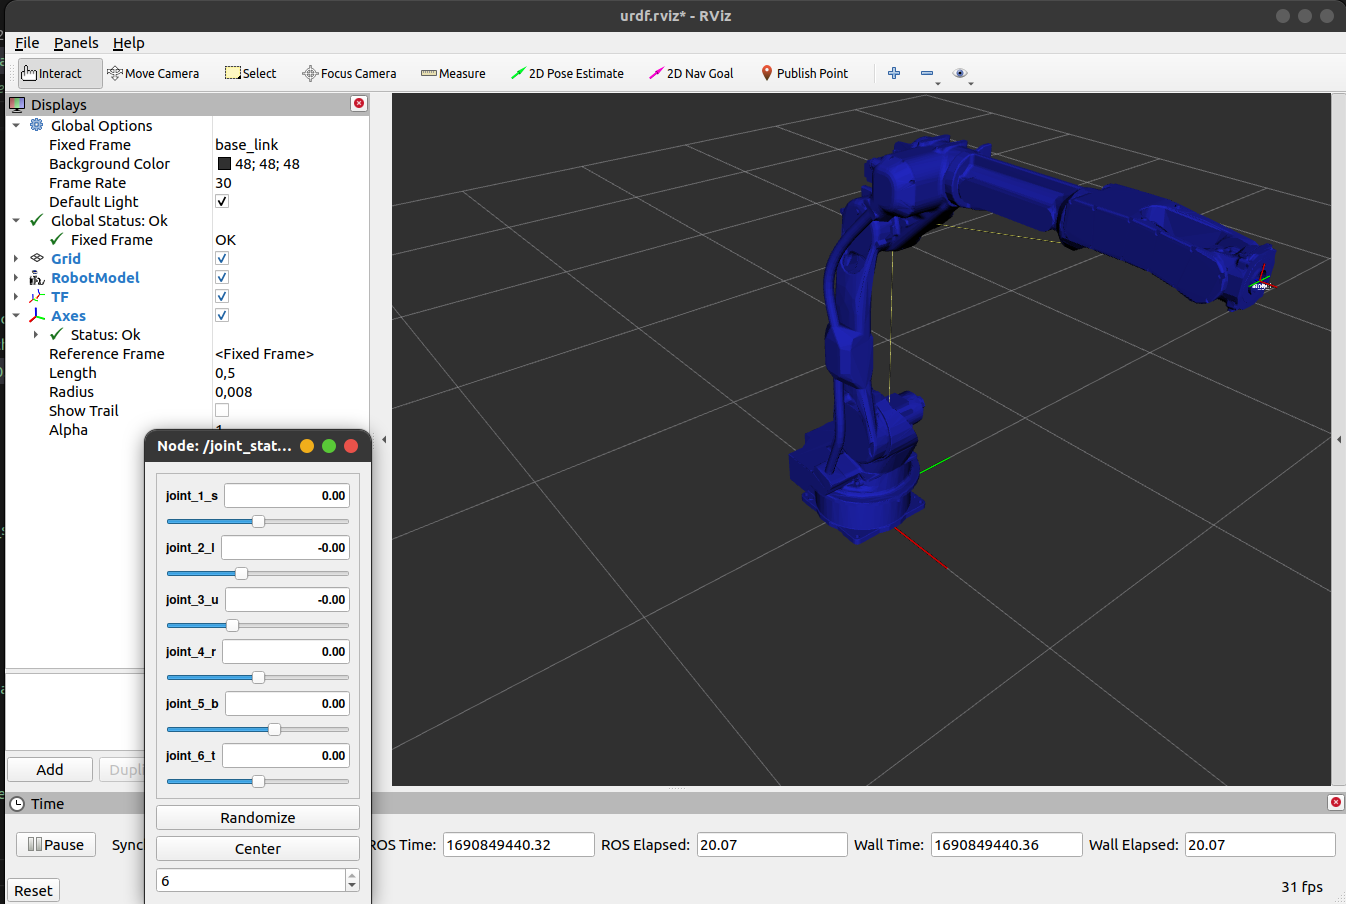 urdf.rviz* - RViz
File Panels Help
Interact Move Camera Select Focus Camera Measure 2D Pose Estimate 2D Nav Goal Publish Point
Displays
Global Options
Fixed Frame base_link
Background Color 48; 48; 48
Frame Rate 30
Default Light
Global Status: Ok
Fixed Frame OK
Grid
RobotModel
TF
Axes
Status: Ok
Reference Frame <Fixed Frame>
Length 0,5
Radius 0,008
Show Trail
Alpha
Node: /joint_stat...
joint_1_s 0.00
joint_2_l -0.00
joint_3_u -0.00
joint_4_r 0.00
joint_5_b 0.00
joint_6_t 0.00
Add Dupli
Randomize
Center
6
Time
Pause Sync ROS Time: 1690849440.32 ROS Elapsed: 20.07 Wall Time: 1690849440.36 Wall Elapsed: 20.07
Reset 31 fps